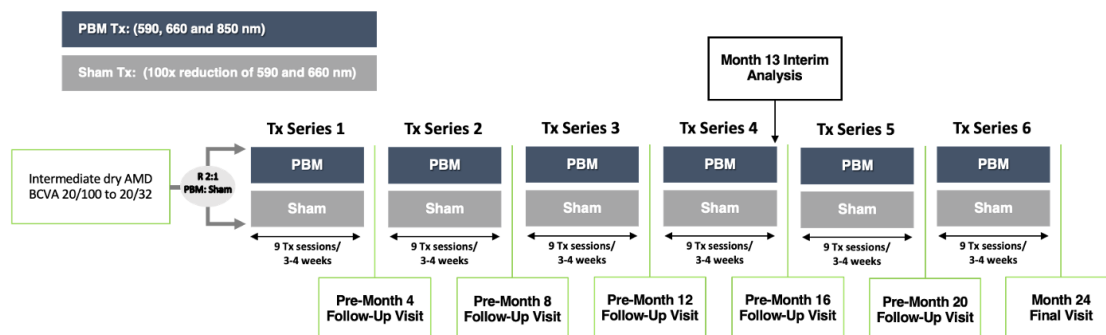 PBM Tx: (590, 660 and 850 nm)
Sham Tx: (100x reduction of 590 and 660 nm)
Month 13 Interim
Analysis
Tx Series 1
Tx Series 2
Tx Series 3
Tx Series 4
Tx Series 5
Tx Series 6
Intermediate dry AMD
BCVA 20/100 to 20/32
R 2:1
PBM: Sham
PBM
PBM
PBM
PBM
PBM
PBM
Sham
Sham
Sham
Sham
Sham
Sham
9 Tx sessions/
3-4 weeks
9 Tx sessions/
3-4 weeks
9 Tx sessions/
3-4 weeks
9 Tx sessions/
3-4 weeks
9 Tx sessions/
3-4 weeks
9 Tx sessions/
3-4 weeks
Pre-Month 4
Follow-Up Visit
Pre-Month 8
Follow-Up Visit
Pre-Month 12
Follow-Up Visit
Pre-Month 16
Follow-Up Visit
Pre-Month 20
Follow-Up Visit
Month 24
Final Visit